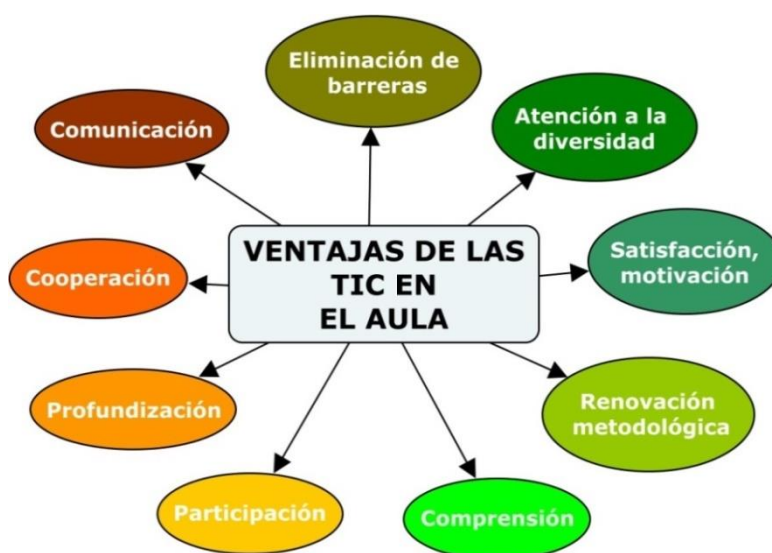 VENTAJAS DE LAS
TIC EN
EL AULA
Eliminación de
barreras
Atención a la
diversidad
Satisfacción,
motivación
Renovación
metodológica
Comprensión
Participación
Profundización
Cooperación
Comunicación